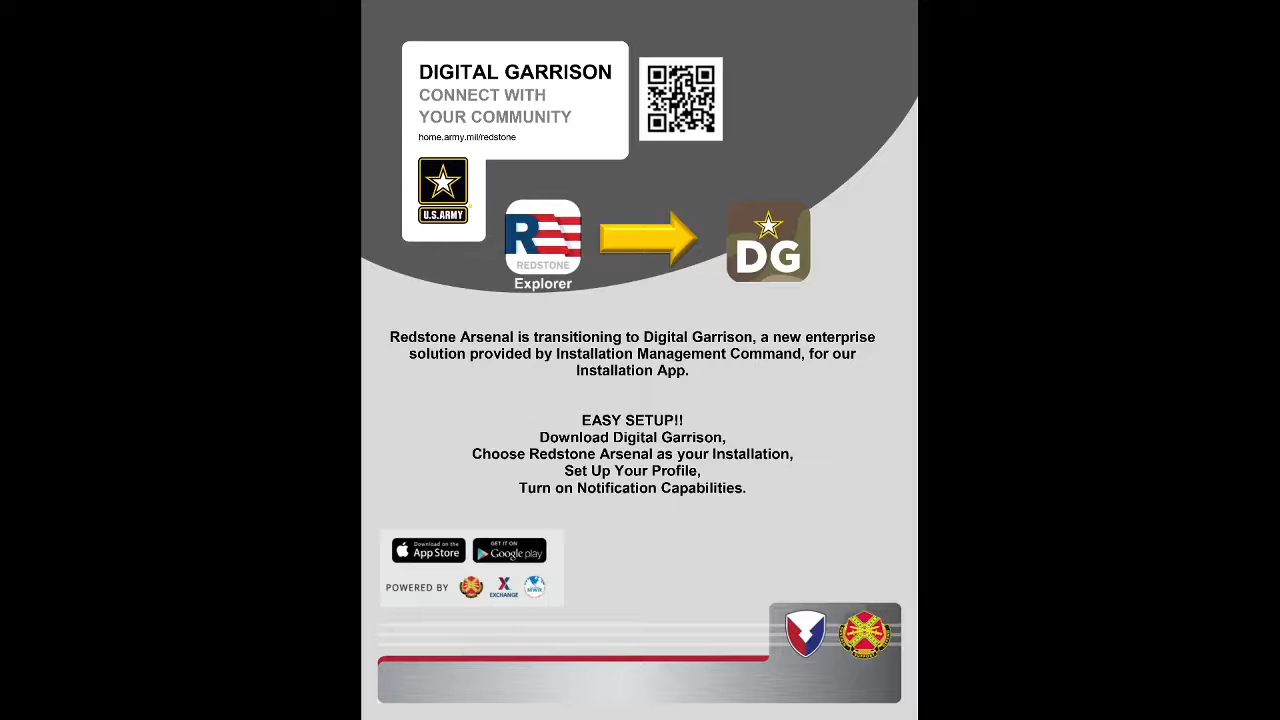 DIGITAL GARRISON
CONNECT WITH
YOUR COMMUNITY
home.army.mil/redstone
U.S.ARMY
R
REDSTONE
Explorer
DG
Redstone Arsenal is transitioning to Digital Garrison, a new enterprise
solution provided by Installation Management Command, for our
Installation App.
EASY SETUP!!
Download Digital Garrison,
Choose Redstone Arsenal as your Installation,
Set Up Your Profile,
Turn on Notification Capabilities.
Download on the
App Store
GET IT ON
Google play
POWERED BY
X
EXCHANGE
MWR
SUPPORT